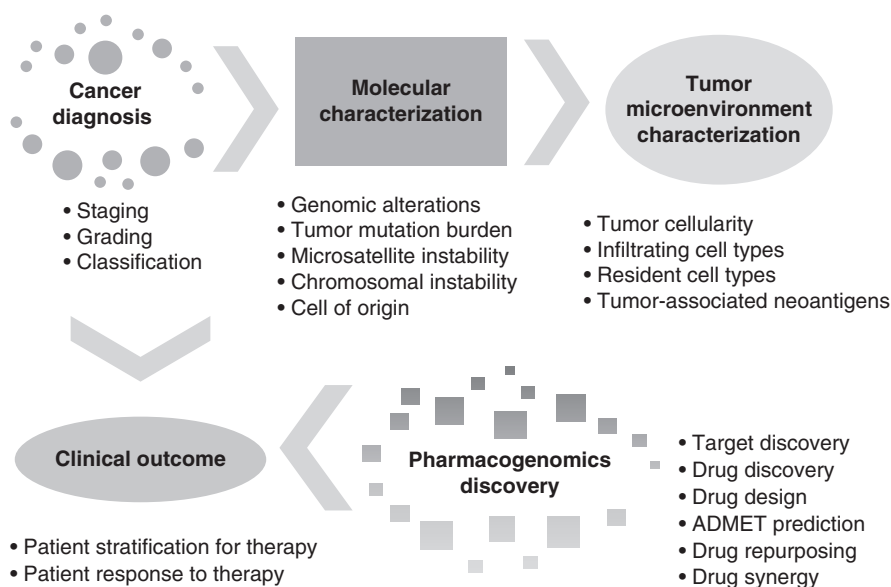 Cancer
diagnosis
• Staging
• Grading
• Classification
Molecular
characterization
• Genomic alterations
• Tumor mutation burden
• Microsatellite instability
• Chromosomal instability
• Cell of origin
Tumor
microenvironment
characterization
• Tumor cellularity
• Infiltrating cell types
• Resident cell types
• Tumor-associated neoantigens
Clinical outcome
• Patient stratification for therapy
• Patient response to therapy
Pharmacogenomics
discovery
• Target discovery
• Drug discovery
• Drug design
• ADMET prediction
• Drug repurposing
• Drug synergy